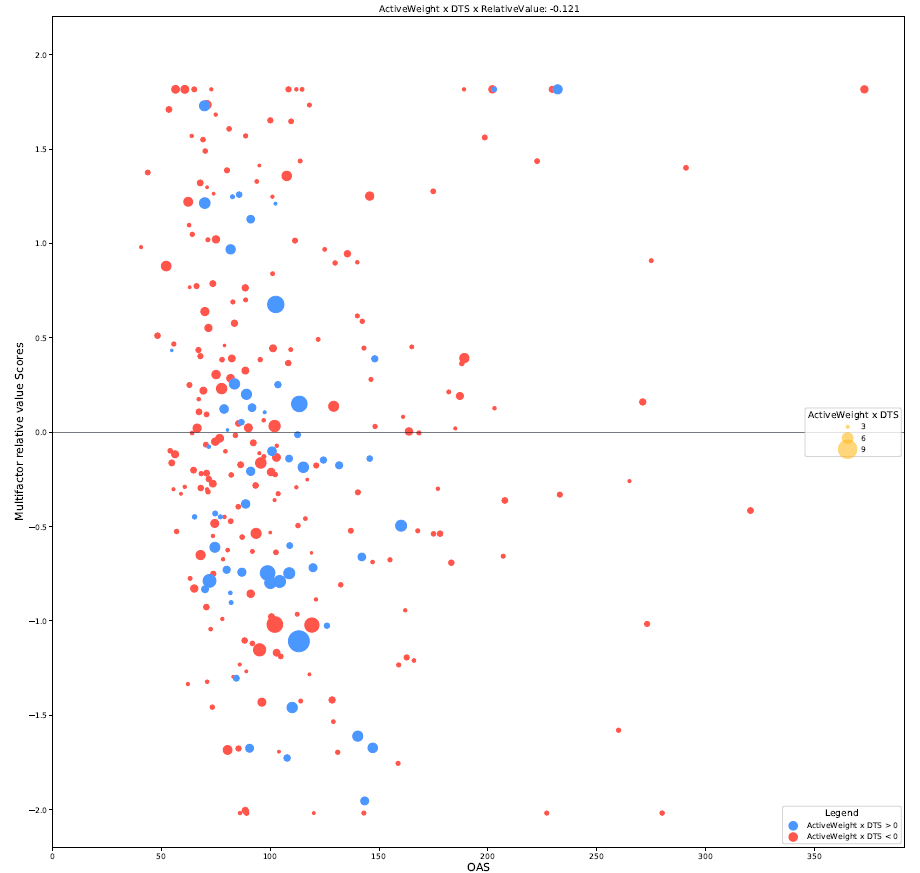 ActiveWeight x DTS x RelativeValue: -0.121
Multifactor relative value Scores
2.0
1.5
1.0
0.5
0.0
−0.5
−1.0
−1.5
−2.0
ActiveWeight x DTS
3
6
9
Legend
ActiveWeight x DTS > 0
ActiveWeight x DTS < 0
0
50
100
150
200
250
300
350
OAS